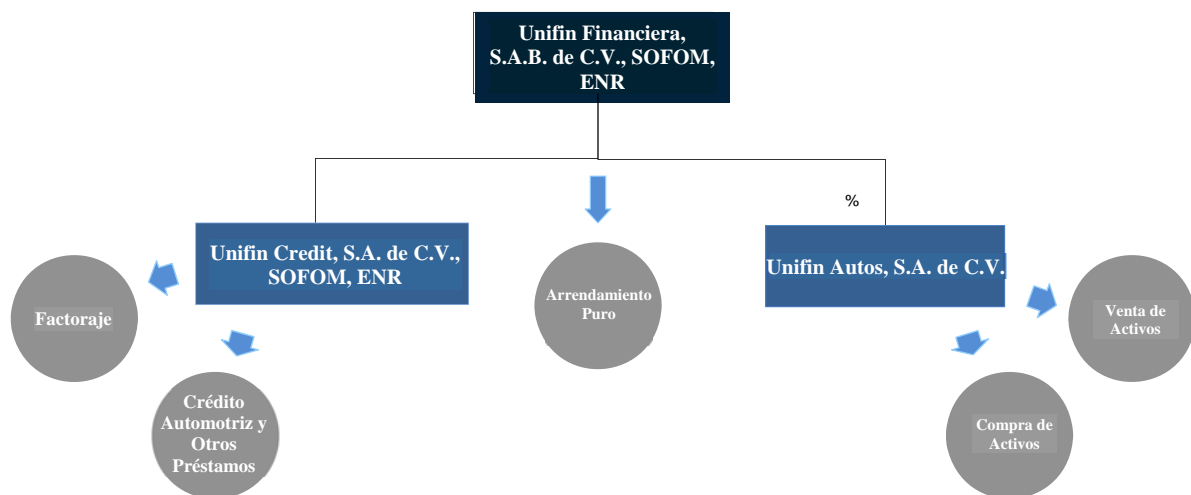 Unifin Financiera,
S.A.B. de C.V., SOFOM,
ENR
%
Unifin Credit, S.A. de C.V.,
SOFOM, ENR
Unifin Autos, S.A. de C.V.
Factoraje
Arrendamiento
Puro
Venta de
Activos
Crédito
Automotriz y
Otros
Préstamos
Compra de
Activos